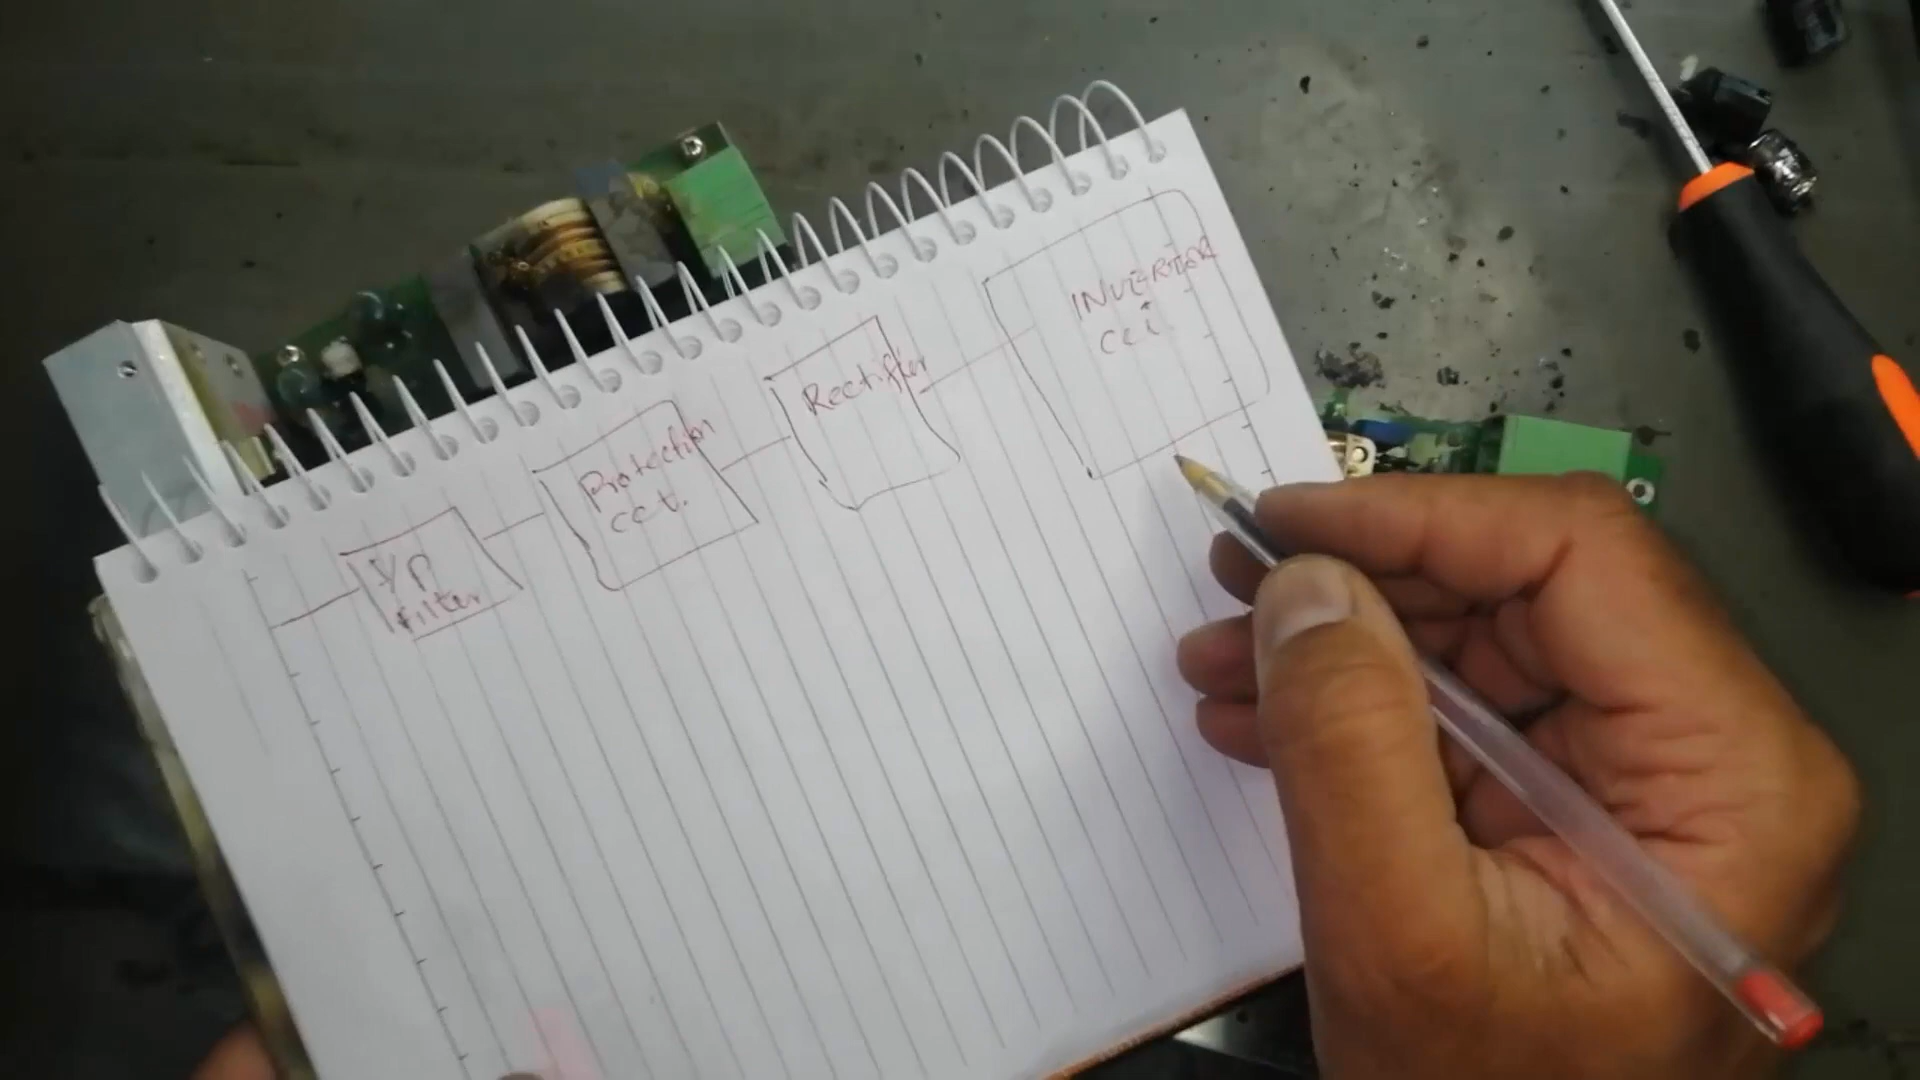 I/P
filter
Protection
cct.
Rectifier
INVERTOR
cct